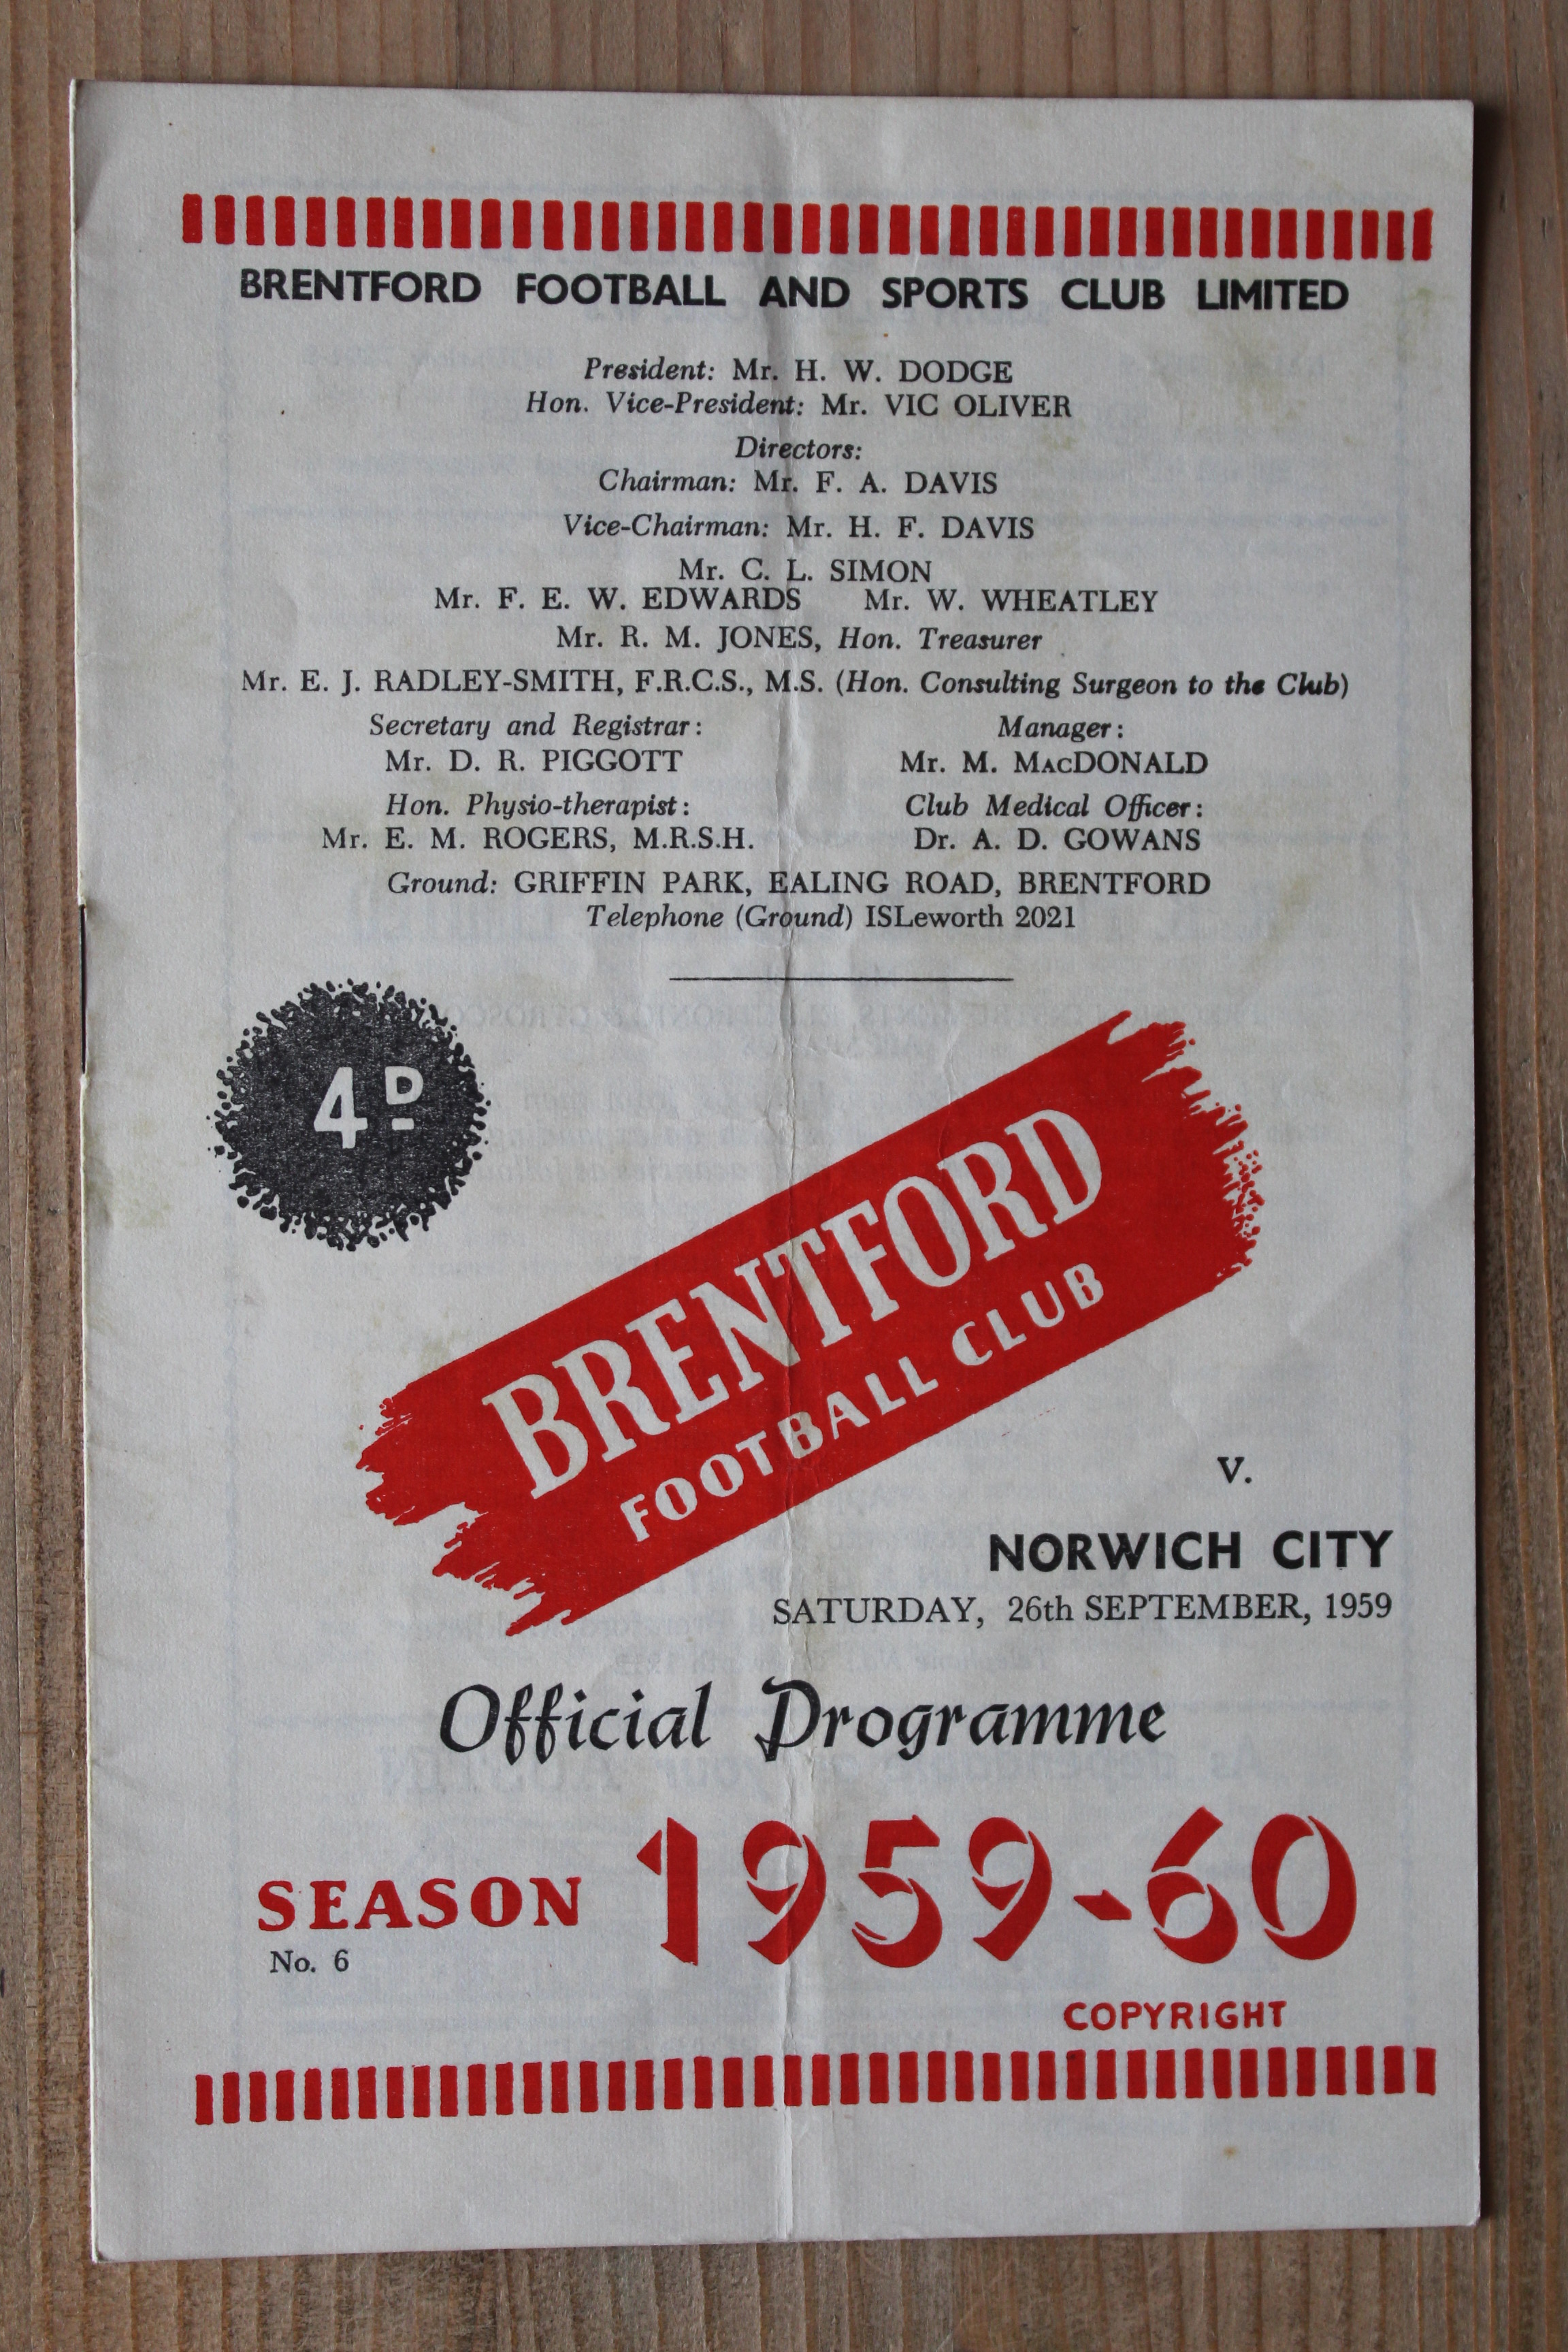 BRENTFORD FOOTBALL AND SPORTS CLUB LIMITED
President: Mr. H. W. DODGE
Hon. Vice-President: Mr. VIC OLIVER
Directors:
Chairman: Mr. F. A. DAVIS
Vice-Chairman: Mr. H. F. DAVIS
Mr. C. L. SIMON
Mr. F. E. W. EDWARDS Mr. W. WHEATLEY
Mr. R. M. JONES, Hon. Treasurer
Mr. E. J. RADLEY-SMITH, F.R.C.S., M.S. (Hon. Consulting Surgeon to the Club)
Secretary and Registrar: Manager:
Mr. D. R. PIGGOTT Mr. M. MacDONALD
Hon. Physio-therapist: Club Medical Officer:
Mr. E. M. ROGERS, M.R.S.H. Dr. A. D. GOWANS
Ground: GRIFFIN PARK, EALING ROAD, BRENTFORD
Telephone (Ground) ISLeworth 2021
4D
BRENTFORD
FOOTBALL CLUB
v.
NORWICH CITY
SATURDAY, 26th SEPTEMBER, 1959
Official Programme
SEASON 1959-60
No. 6
COPYRIGHT